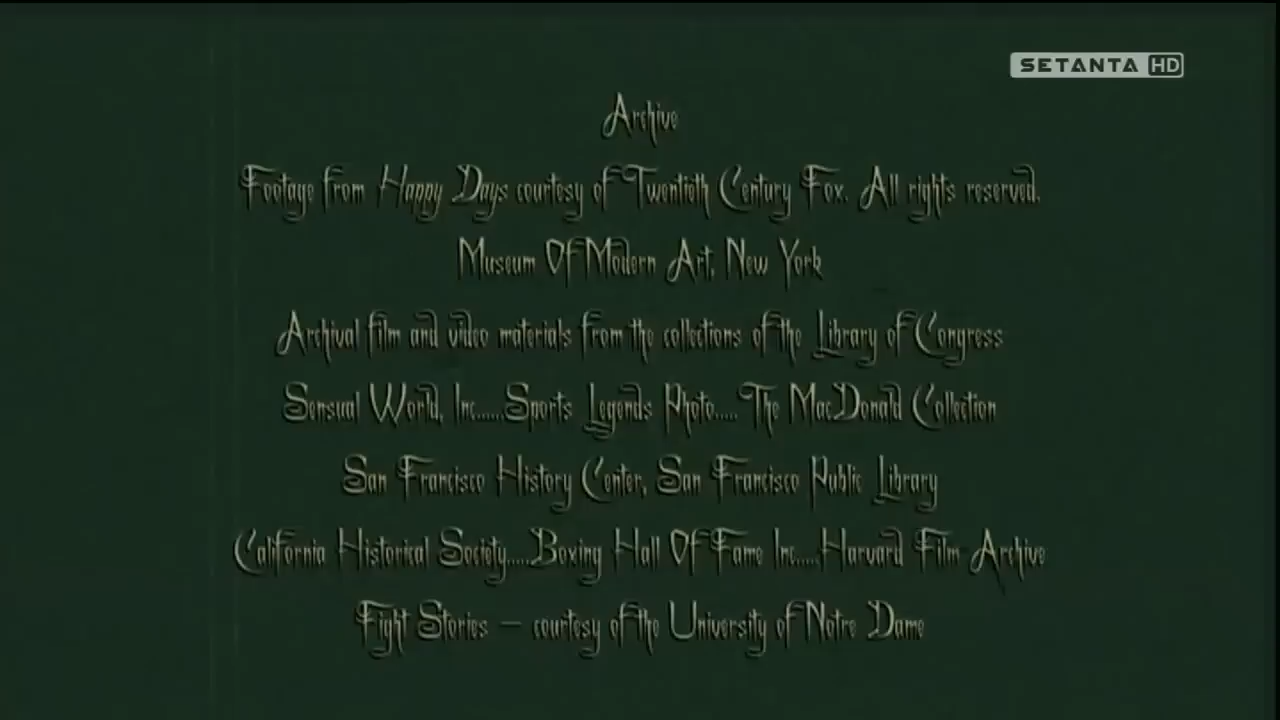 SETANTA HD
Archive
Footage from Happy Days courtesy of Twentieth Century Fox. All rights reserved.
Museum Of Modern Art, New York
Archival film and video materials from the collections of the Library of Congress
Sensual World, Inc......Sports Legends Photo.....The MacDonald Collection
San Francisco History Center, San Francisco Public Library
California Historical Society.....Boxing Hall Of Fame Inc.....Harvard Film Archive
Fight Stories – courtesy of the University of Notre Dame